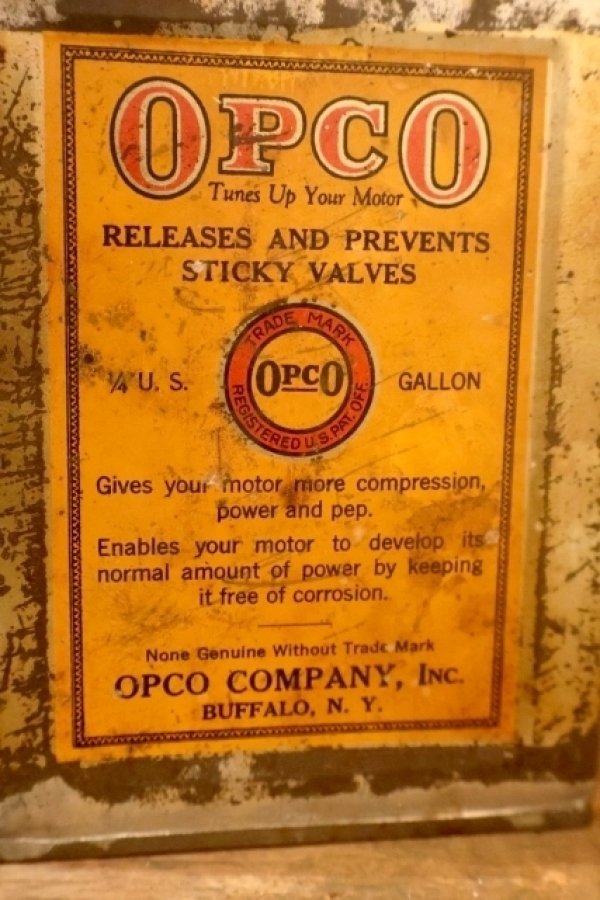 OPCO
Tunes Up Your Motor
RELEASES AND PREVENTS
STICKY VALVES
TRADE MARK
¼ U. S. OPCO GALLON
REGISTERED U.S. PAT. OFF.
Gives your motor more compression,
power and pep.
Enables your motor to develop its
normal amount of power by keeping
it free of corrosion.
None Genuine Without Trade Mark
OPCO COMPANY, INC.
BUFFALO, N. Y.